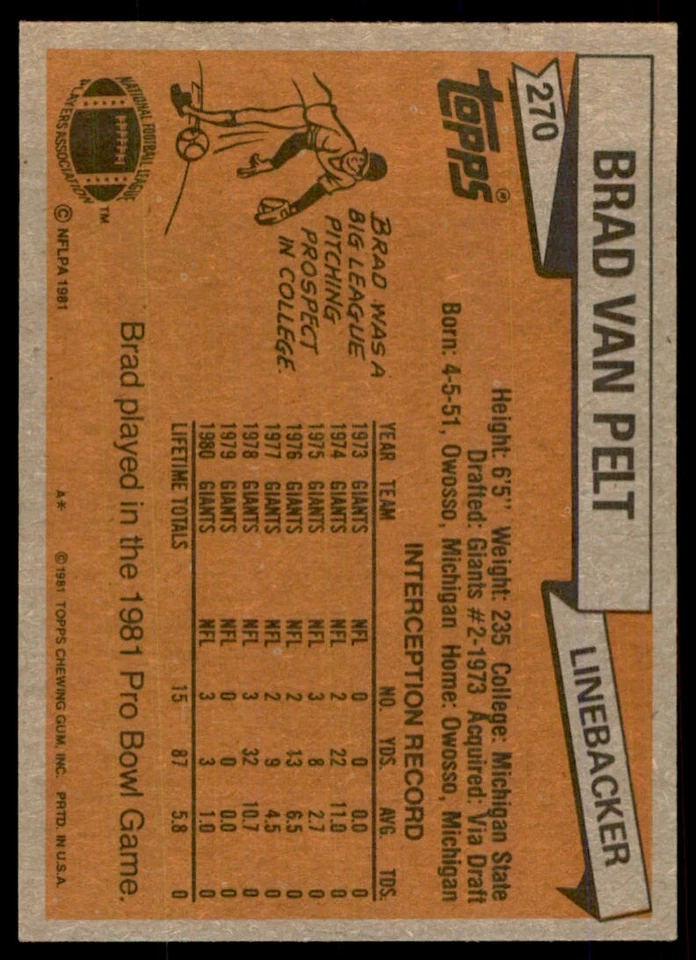 270
BRAD VAN PELT
LINEBACKER
TOPPS®
Height: 6'5" Weight: 235 College: Michigan State
Drafted: Giants #2-1973 Acquired: Via Draft
Born: 4-5-51, Owosso, Michigan Home: Owosso, Michigan
BRAD WAS A
BIG LEAGUE
PITCHING
PROSPECT
IN COLLEGE.
INTERCEPTION RECORD
YEAR TEAM NO. YDS. AVG. TDS.
1973 GIANTS NFL 0 0 0.0 0
1974 GIANTS NFL 2 22 11.0 0
1975 GIANTS NFL 3 8 2.7 0
1976 GIANTS NFL 2 13 6.5 0
1977 GIANTS NFL 2 9 4.5 0
1978 GIANTS NFL 3 32 10.7 0
1979 GIANTS NFL 0 0 0.0 0
1980 GIANTS NFL 3 3 1.0 0
LIFETIME TOTALS 15 87 5.8 0
Brad played in the 1981 Pro Bowl Game.
NATIONAL FOOTBALL LEAGUE
PLAYERS ASSOCIATION
TM
© NFLPA 1981
A* © 1981 TOPPS CHEWING GUM, INC. PRTD. IN U.S.A.